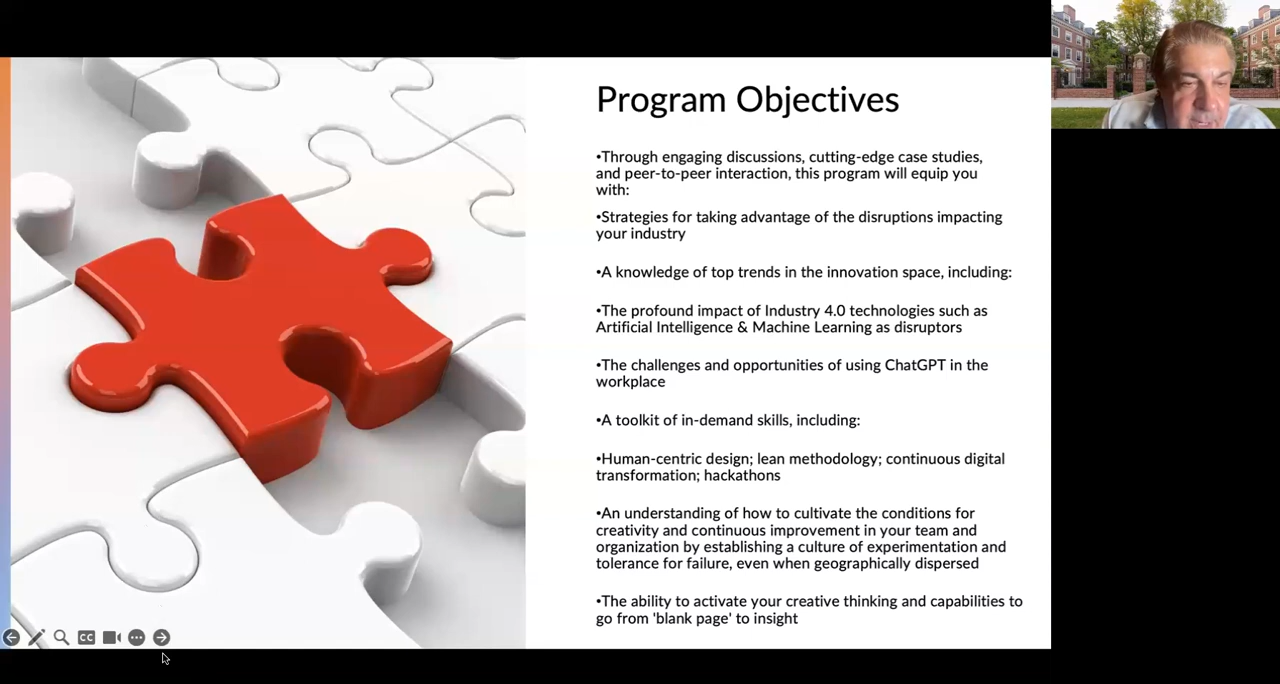 Program Objectives
•Through engaging discussions, cutting-edge case studies,
and peer-to-peer interaction, this program will equip you
with:
•Strategies for taking advantage of the disruptions impacting
your industry
•A knowledge of top trends in the innovation space, including:
•The profound impact of Industry 4.0 technologies such as
Artificial Intelligence & Machine Learning as disruptors
•The challenges and opportunities of using ChatGPT in the
workplace
•A toolkit of in-demand skills, including:
•Human-centric design; lean methodology; continuous digital
transformation; hackathons
•An understanding of how to cultivate the conditions for
creativity and continuous improvement in your team and
organization by establishing a culture of experimentation and
tolerance for failure, even when geographically dispersed
•The ability to activate your creative thinking and capabilities to
go from 'blank page' to insight
CC